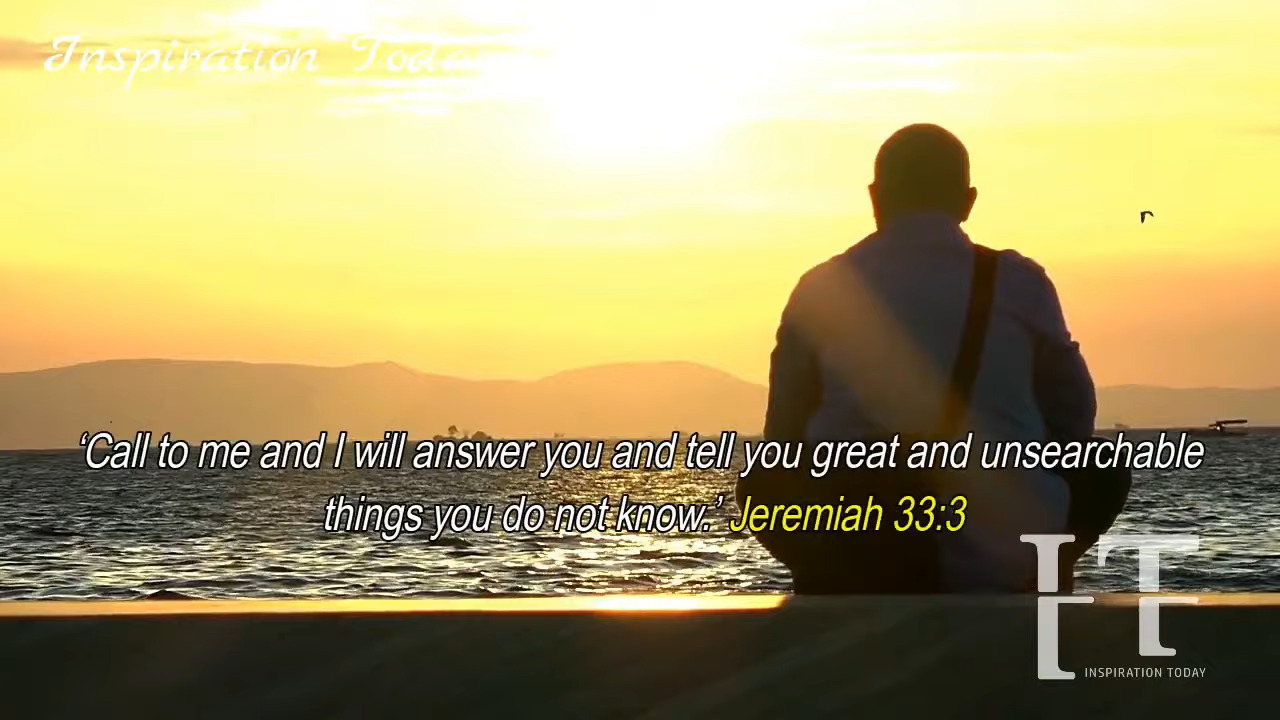 Inspiration Today
‘Call to me and I will answer you and tell you great and unsearchable
things you do not know.’ Jeremiah 33:3
IT
INSPIRATION TODAY